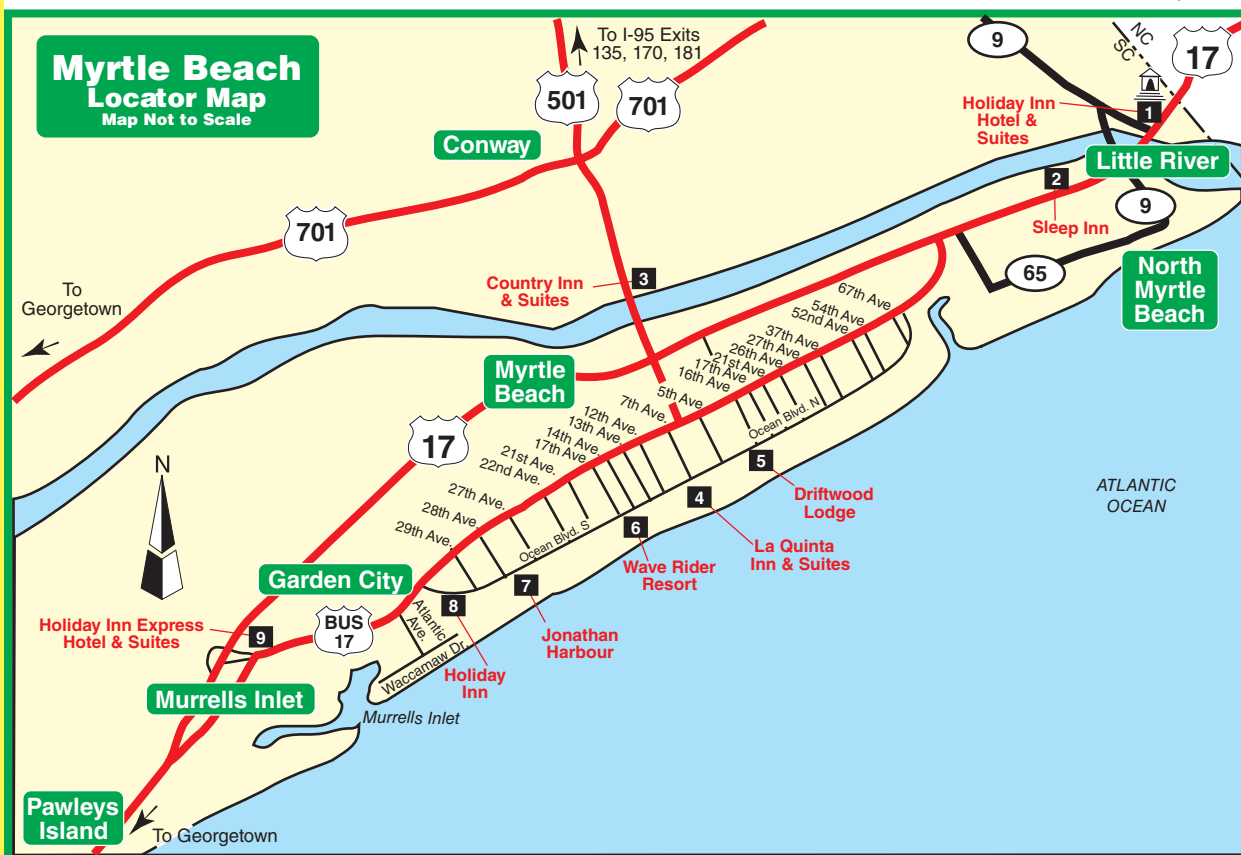 Myrtle Beach
Locator Map
Map Not to Scale
To I-95 Exits
135, 170, 181
501
701
Conway
701
To
Georgetown
9
NC
SC
17
1
Holiday Inn
Hotel &
Suites
Little River
2
Sleep Inn
9
65
North
Myrtle
Beach
3
Country Inn
& Suites
67th Ave
54th Ave.
52nd Ave
37th Ave
27th Ave.
26th Ave
21st Ave
17th Ave
16th Ave
5th Ave
7th Ave.
12th Ave.
13th Ave.
14th Ave.
17th Ave.
21st Ave.
22nd Ave.
27th Ave.
28th Ave.
29th Ave.
Ocean Blvd. N
Ocean Blvd. S
Myrtle
Beach
17
N
5
Driftwood
Lodge
4
La Quinta
Inn & Suites
6
Wave Rider
Resort
7
Jonathan
Harbour
8
Holiday
Inn
ATLANTIC
OCEAN
Garden City
BUS
17
Atlantic
Ave.
Waccamaw Dr.
Holiday Inn Express
Hotel & Suites
9
Murrells Inlet
Murrells Inlet
Pawleys
Island
To Georgetown